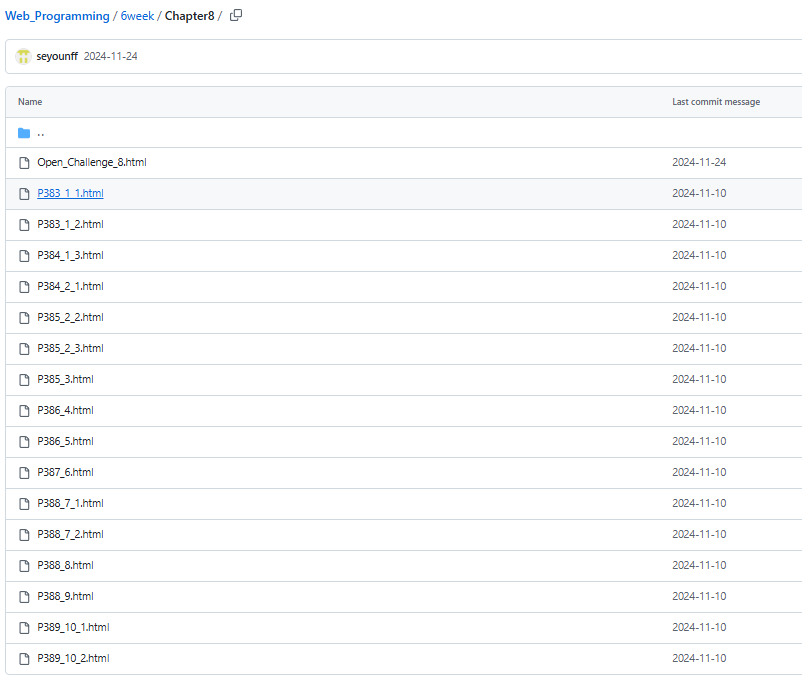 Web_Programming / 6week / Chapter8 /
seyounff 2024-11-24
Name Last commit message
..
Open_Challenge_8.html 2024-11-24
P383_1_1.html 2024-11-10
P383_1_2.html 2024-11-10
P384_1_3.html 2024-11-10
P384_2_1.html 2024-11-10
P385_2_2.html 2024-11-10
P385_2_3.html 2024-11-10
P385_3.html 2024-11-10
P386_4.html 2024-11-10
P386_5.html 2024-11-10
P387_6.html 2024-11-10
P388_7_1.html 2024-11-10
P388_7_2.html 2024-11-10
P388_8.html 2024-11-10
P388_9.html 2024-11-10
P389_10_1.html 2024-11-10
P389_10_2.html 2024-11-10